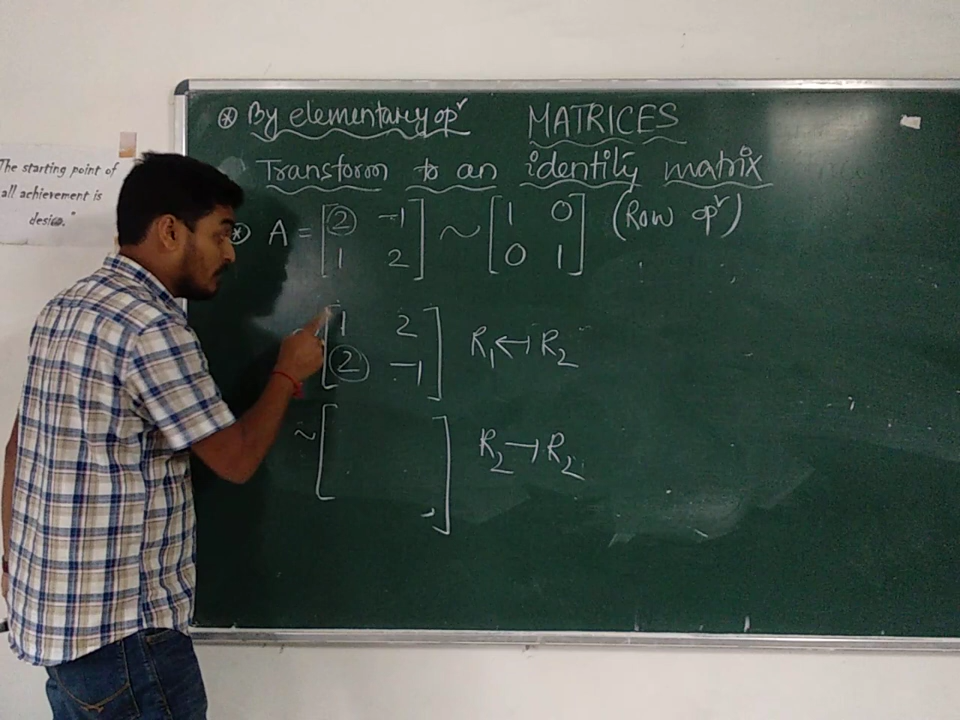 ⊛ By elementary opʳ MATRICES
Transform to an identity matrix
"The starting point of
all achievement is
desire."
⊛ A = [2 -1] ~ [1 0] (Row opʳ)
[1 2] [0 1]
[1 2] R₁↔R₂
[2 -1]
~ [ ] R₂→R₂